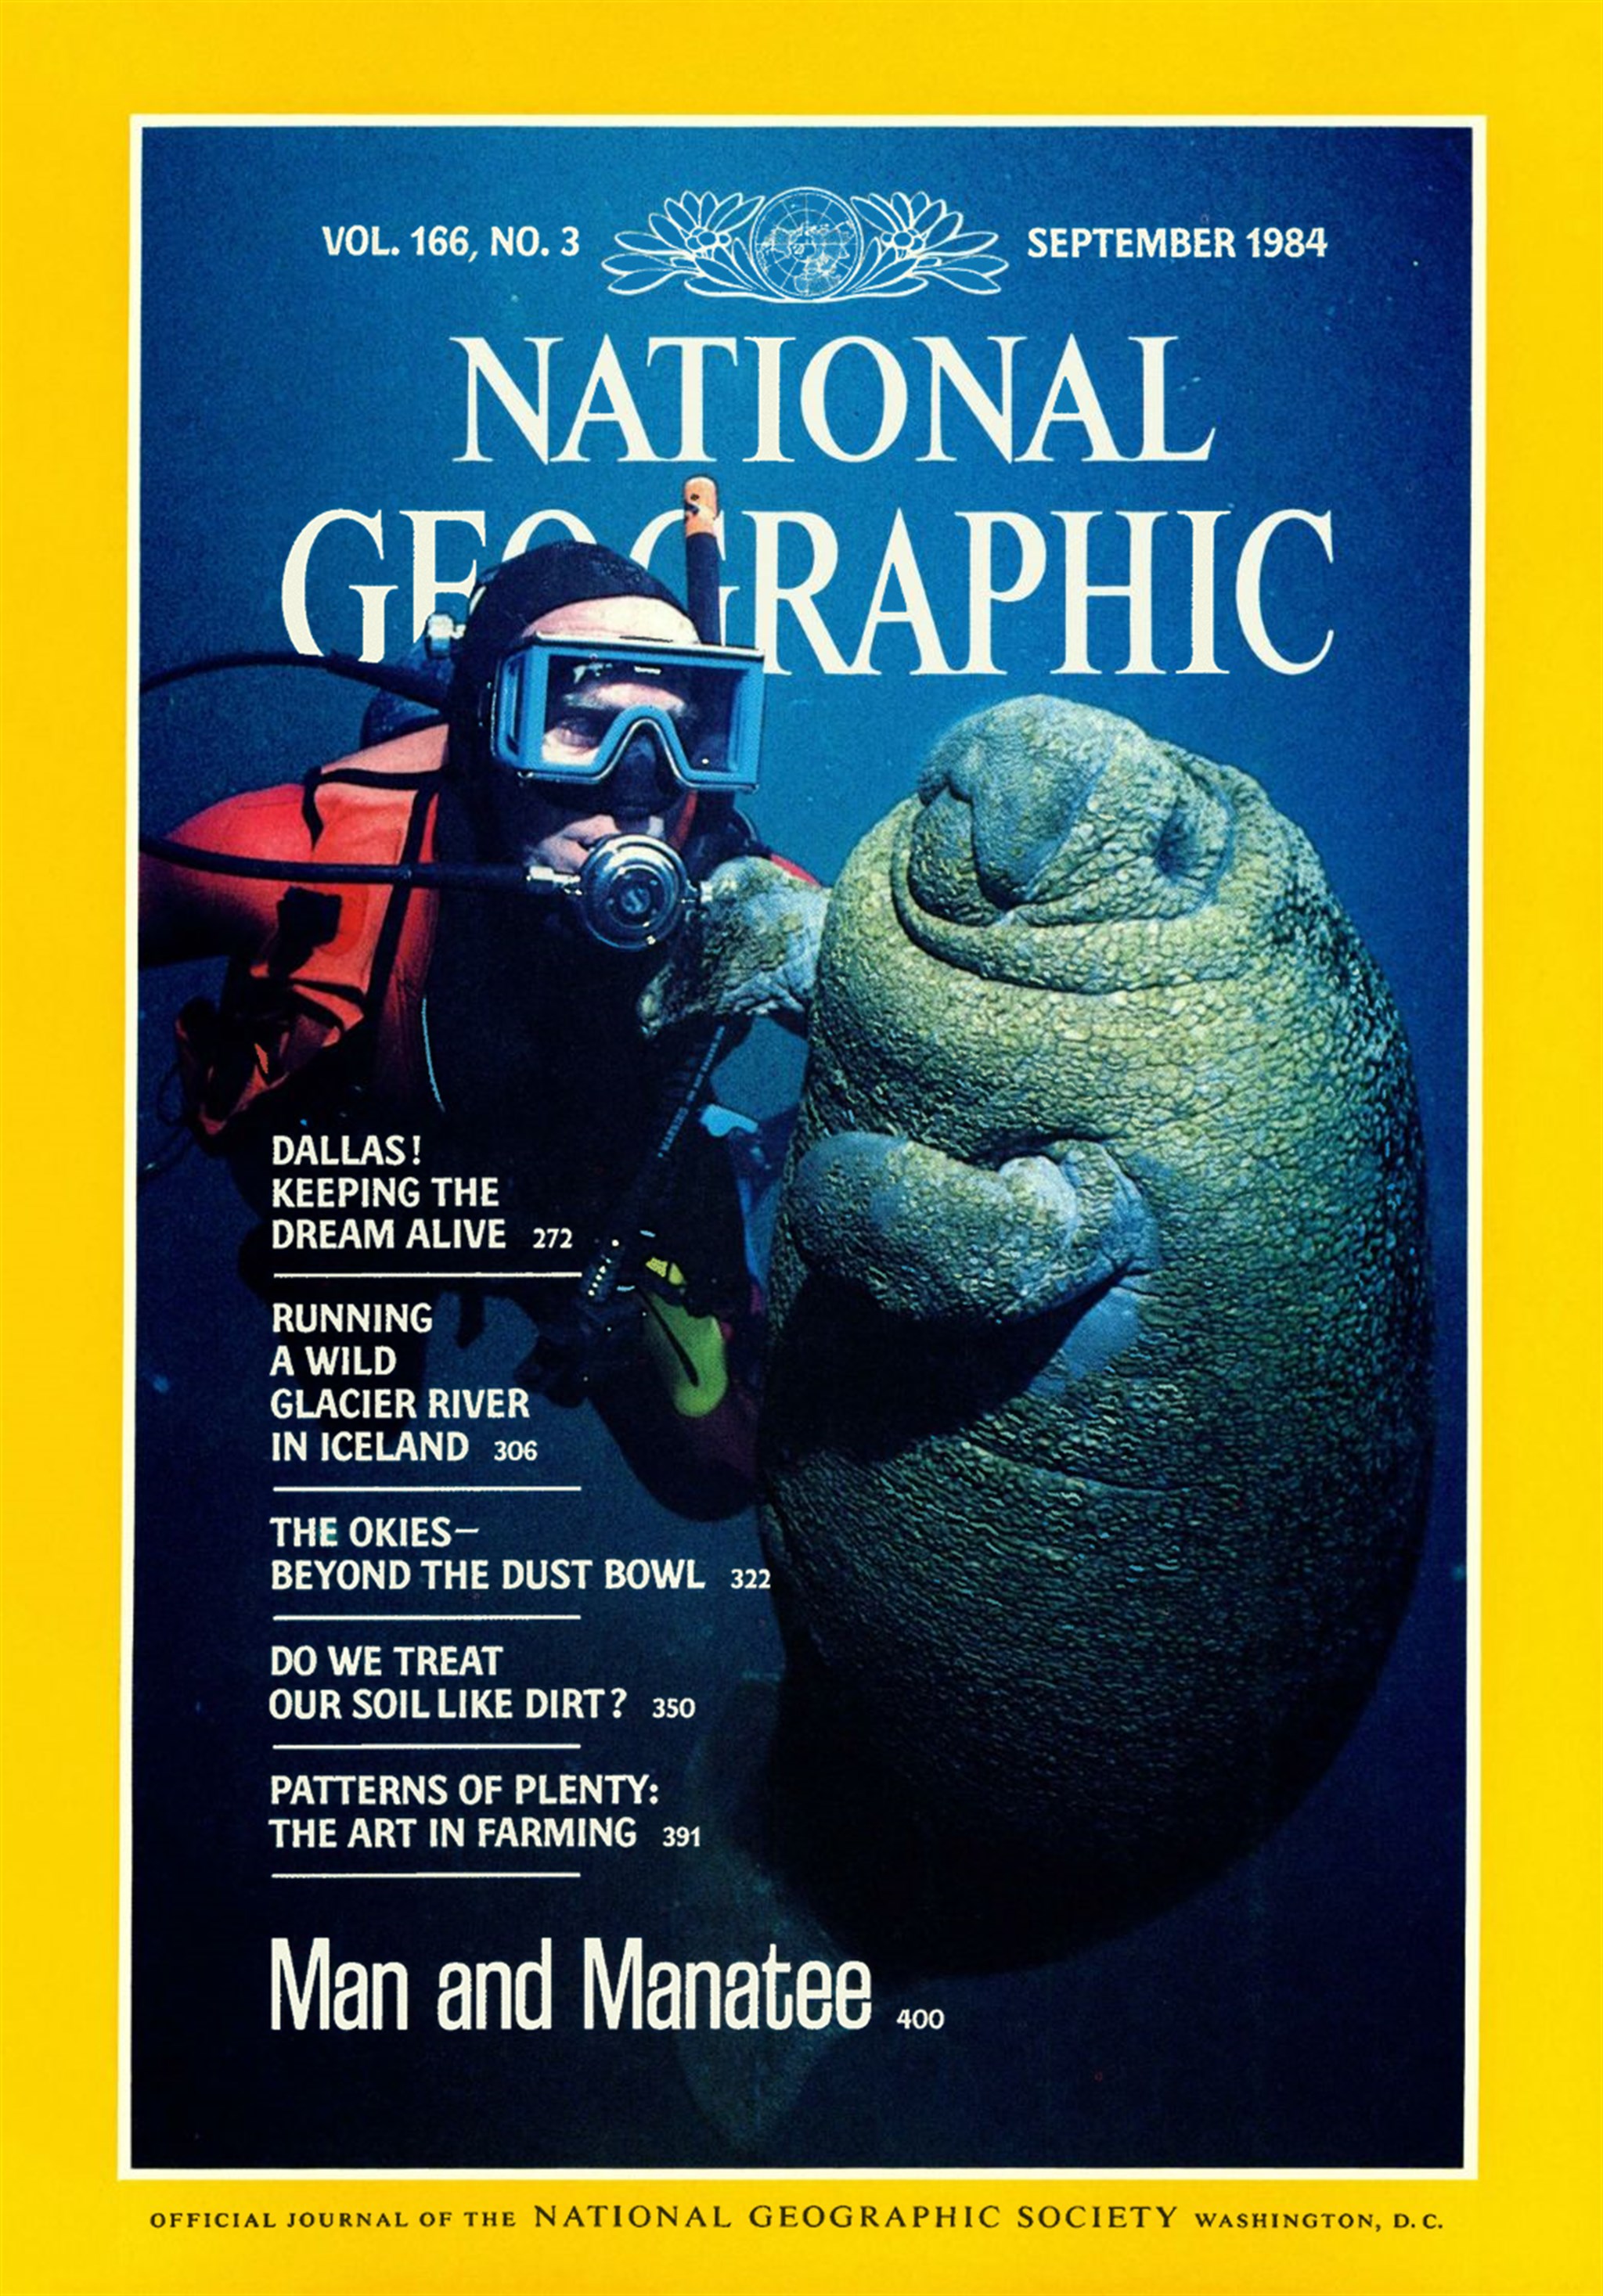 VOL. 166, NO. 3
SEPTEMBER 1984
NATIONAL
GEOGRAPHIC
DALLAS!
KEEPING THE
DREAM ALIVE 272
RUNNING
A WILD
GLACIER RIVER
IN ICELAND 306
THE OKIES—
BEYOND THE DUST BOWL 322
DO WE TREAT
OUR SOIL LIKE DIRT? 350
PATTERNS OF PLENTY:
THE ART IN FARMING 391
Man and Manatee 400
OFFICIAL JOURNAL OF THE NATIONAL GEOGRAPHIC SOCIETY WASHINGTON, D.C.